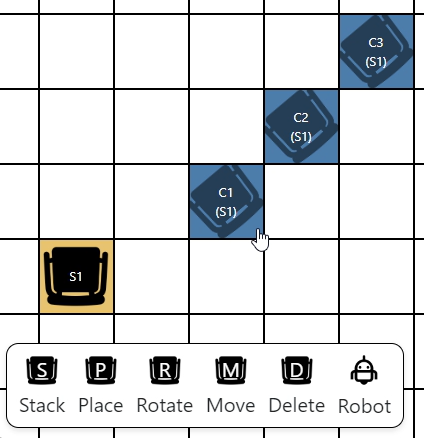 C3
(S1)
C2
(S1)
C1
(S1)
S1
S P R M D
Stack Place Rotate Move Delete Robot